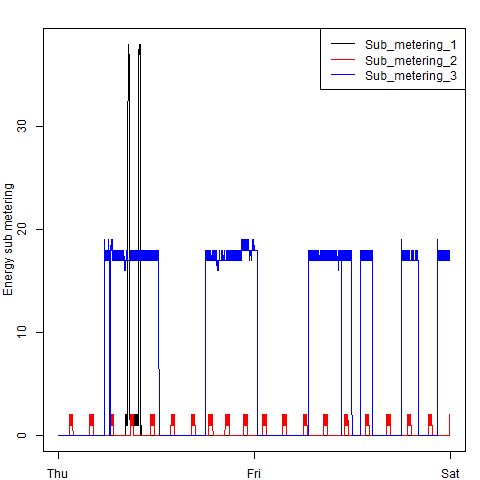 Sub_metering_1
Sub_metering_2
Sub_metering_3
Energy sub metering
30
20
10
0
Thu
Fri
Sat